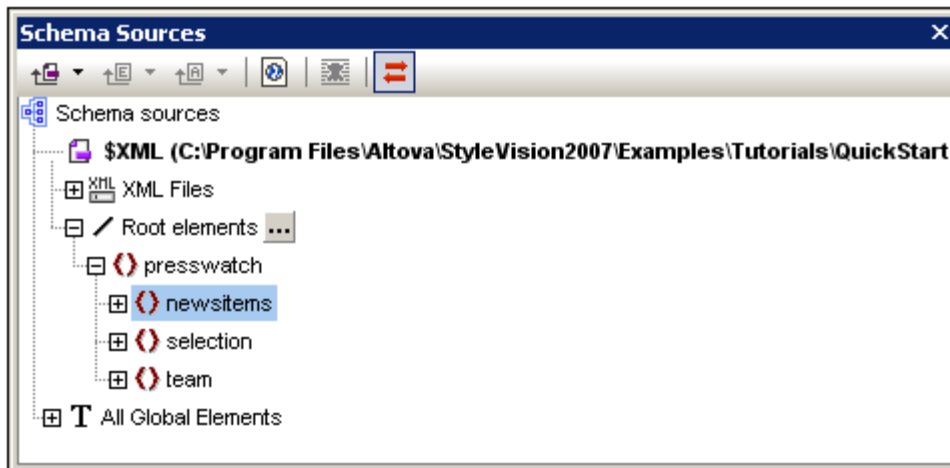 Schema Sources
E A
Schema sources
$XML (C:\Program Files\Altova\StyleVision2007\Examples\Tutorials\QuickStart
XML XML Files
Root elements ...
presswatch
newsitems
selection
team
T All Global Elements